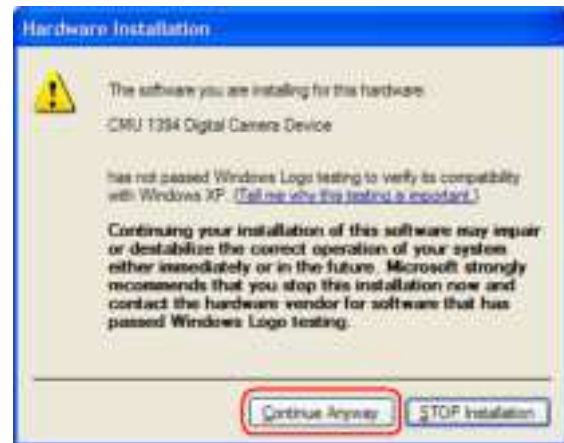 Hardware Installation
The software you are installing for this hardware:
CMU 1394 Digital Camera Device
has not passed Windows Logo testing to verify its compatibility
with Windows XP. (Tell me why this testing is important.)
Continuing your installation of this software may impair
or destabilize the correct operation of your system
either immediately or in the future. Microsoft strongly
recommends that you stop this installation now and
contact the hardware vendor for software that has
passed Windows Logo testing.
Continue Anyway
STOP Installation